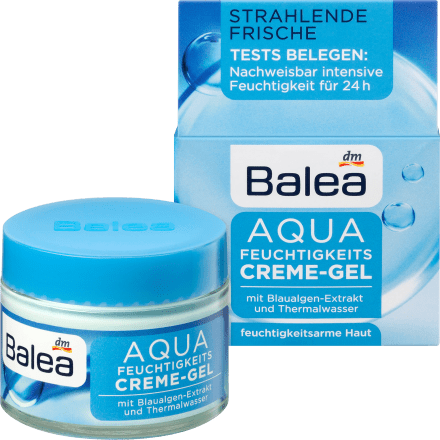 STRAHLENDE
FRISCHE
TESTS BELEGEN:
Nachweisbar intensive
Feuchtigkeit für 24 h
dm
Balea
AQUA
FEUCHTIGKEITS
CREME-GEL
mit Blaualgen-Extrakt
und Thermalwasser
feuchtigkeitsarme Haut
Balea
dm
Balea
AQUA
FEUCHTIGKEITS
CREME-GEL
mit Blaualgen-Extrakt
und Thermalwasser